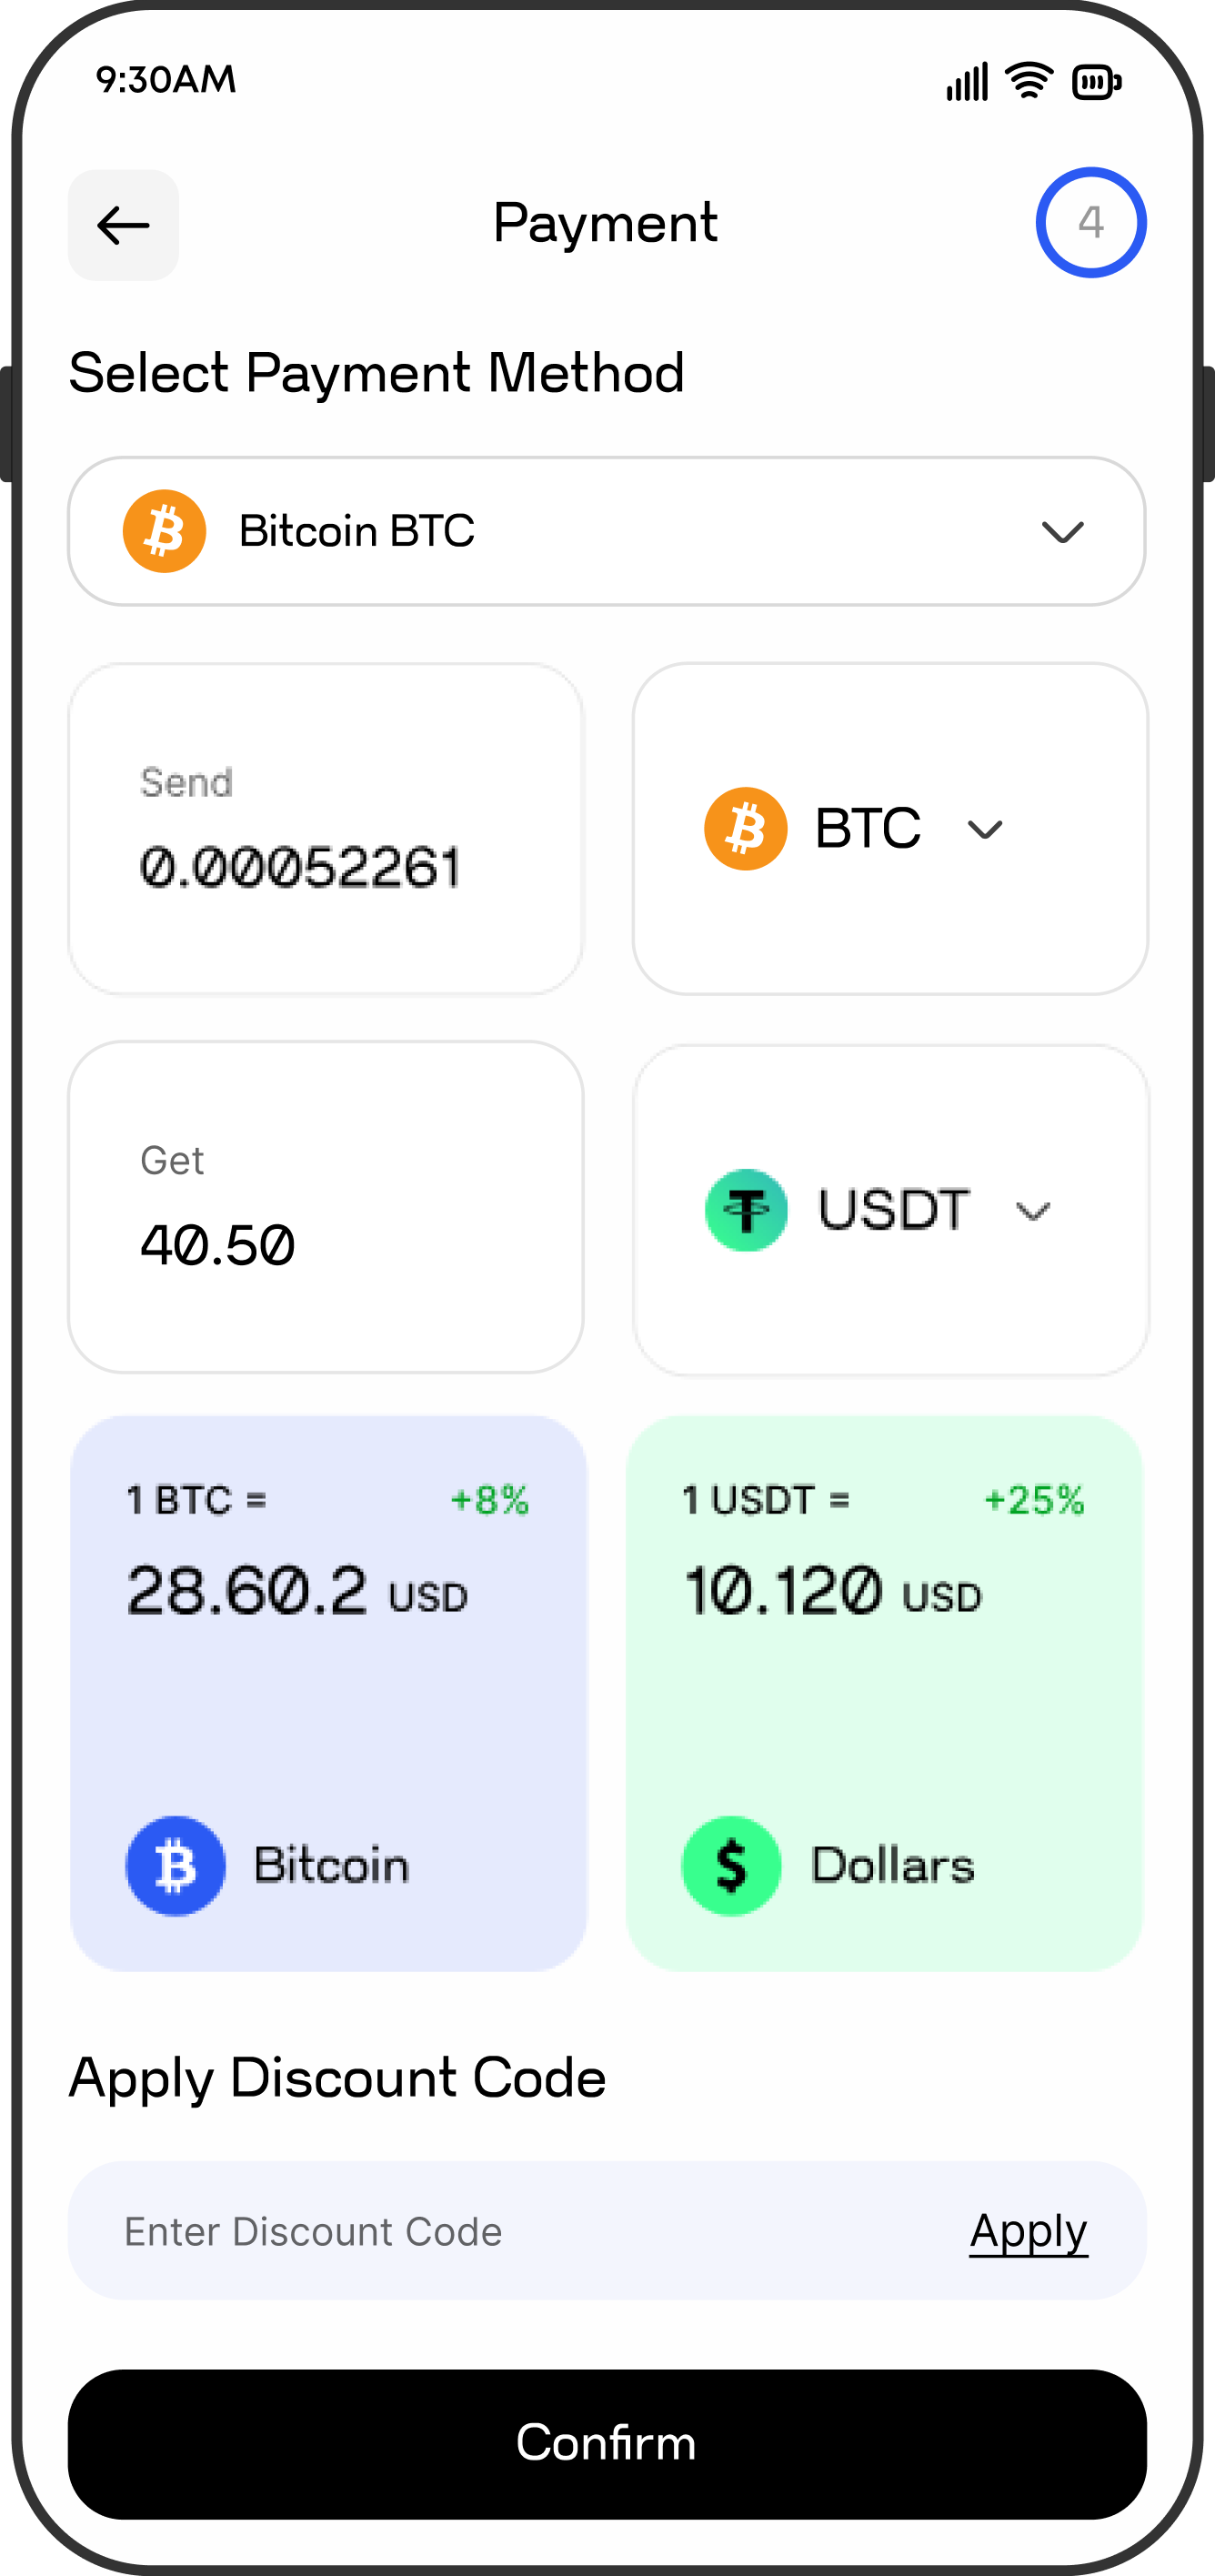 9:30AM
Payment
4
Select Payment Method
Bitcoin BTC
Send
0.00052261
BTC
Get
40.50
USDT
1 BTC = +8%
28.60.2 USD
Bitcoin
1 USDT = +25%
10.120 USD
Dollars
Apply Discount Code
Enter Discount Code Apply
Confirm